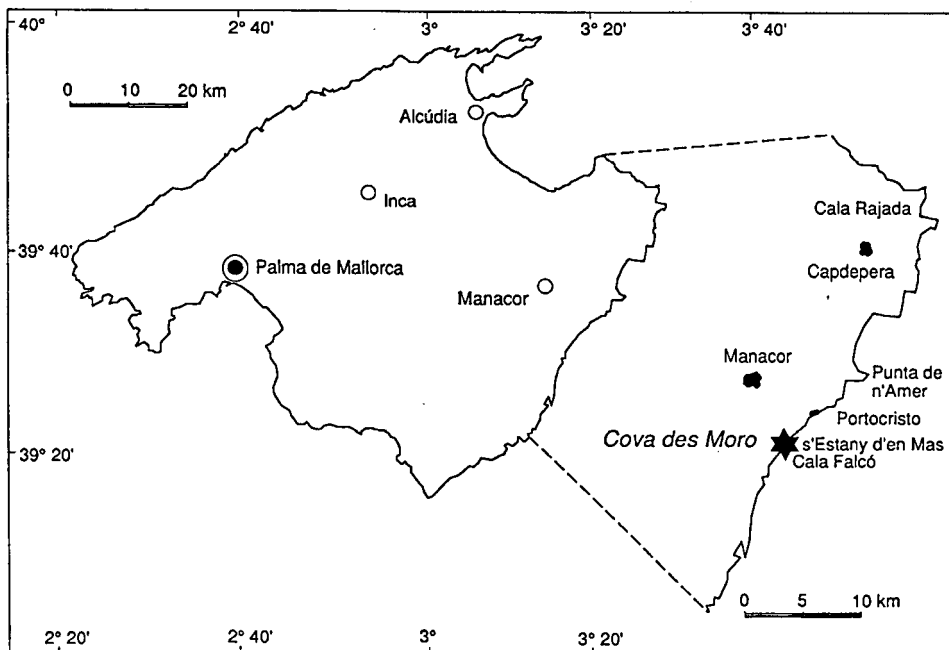 40°
2° 40'
3°
3° 20'
3° 40'
0 10 20 km
Alcúdia
Inca
Cala Rajada
39° 40'
Palma de Mallorca
Capdepera
Manacor
Manacor
Punta de
n'Amer
Portocristo
Cova des Moro
s'Estany d'en Mas
39° 20'
Cala Falcó
0 5 10 km
2° 20'
2° 40'
3°
3° 20'